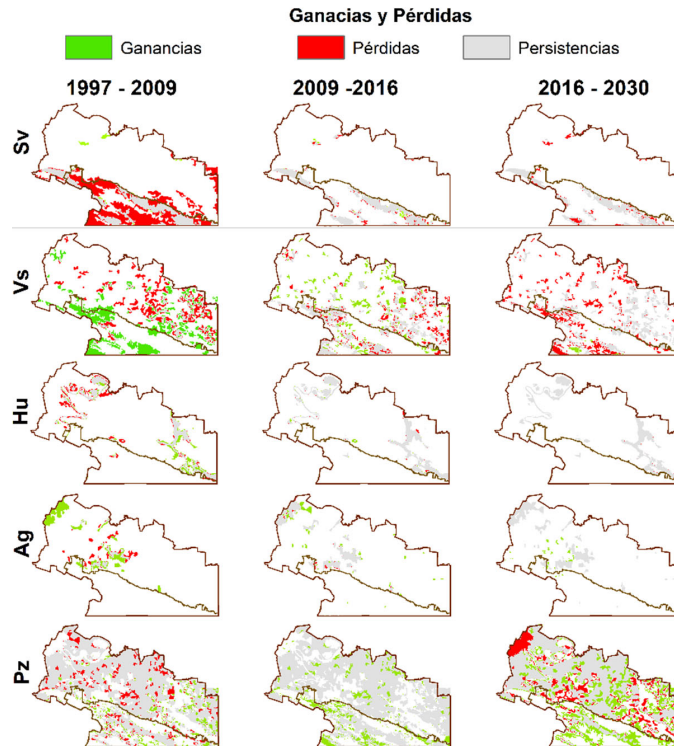 Ganacias y Pérdidas
Ganancias Pérdidas Persistencias
1997 - 2009 2009 -2016 2016 - 2030
Sv
Vs
Hu
Ag
Pz